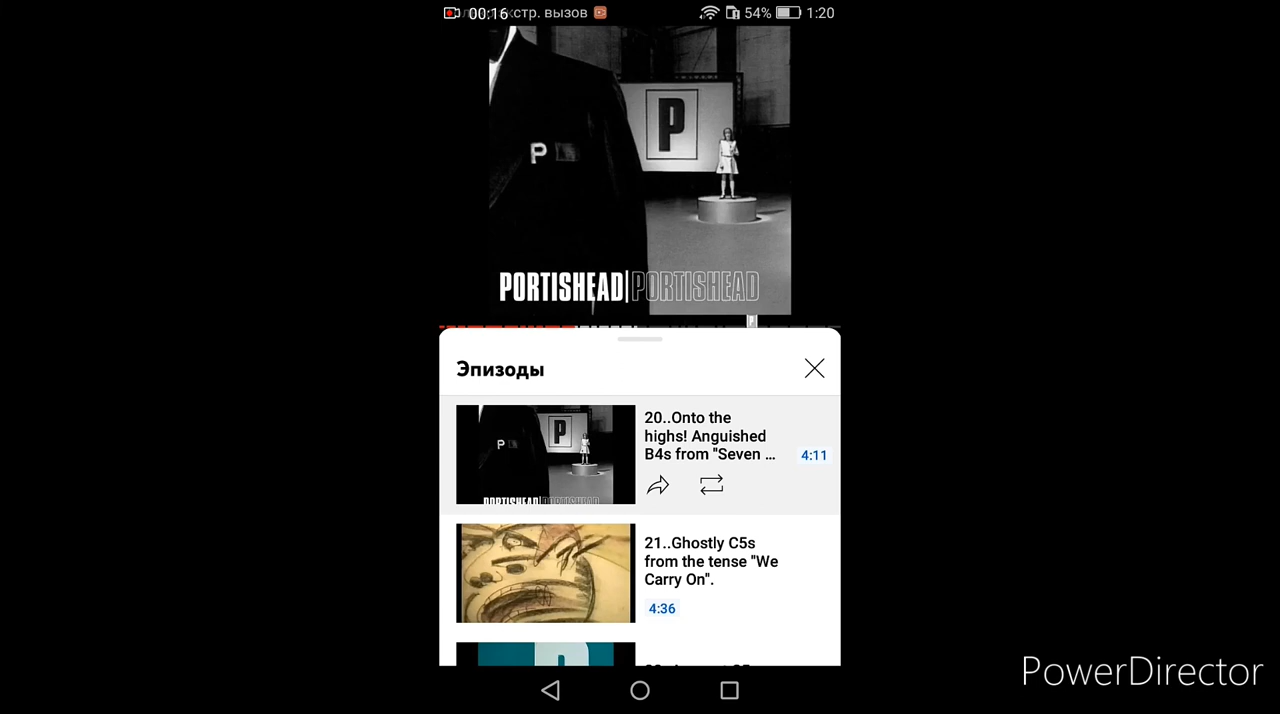 00:16 кстр. вызов 54% 1:20
P
P
PORTISHEAD|PORTISHEAD
Эпизоды
P
P
PORTISHEAD|PORTISHEAD
20..Onto the
highs! Anguished
B4s from "Seven ...
4:11
21..Ghostly C5s
from the tense "We
Carry On".
4:36
PowerDirector